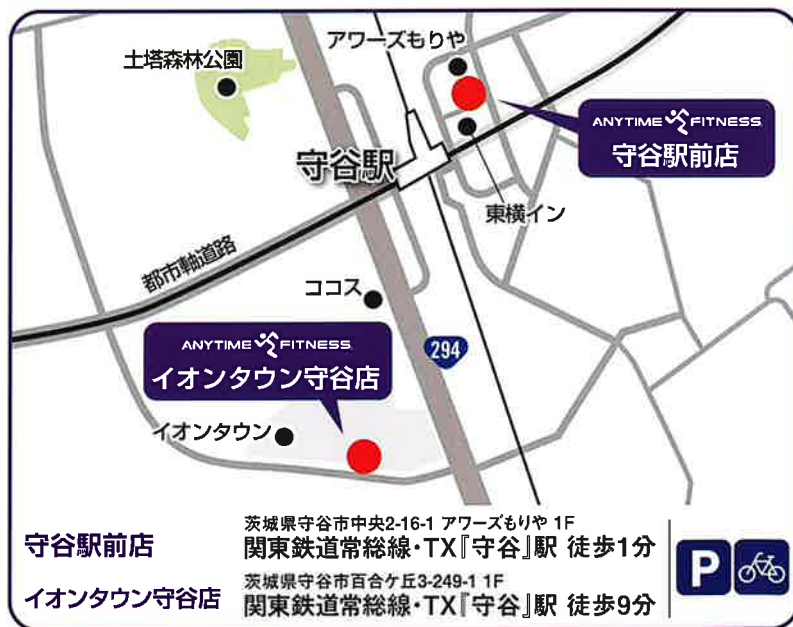 アワーズもりや
土塔森林公園
ANYTIME FITNESS
守谷駅前店
守谷駅
東横イン
都市軸道路
ココス
294
ANYTIME FITNESS
イオンタウン守谷店
イオンタウン
守谷駅前店
茨城県守谷市中央2-16-1 アワーズもりや 1F
関東鉄道常総線・TX『守谷』駅 徒歩1分
イオンタウン守谷店
茨城県守谷市百合ケ丘3-249-1 1F
関東鉄道常総線・TX『守谷』駅 徒歩9分
P